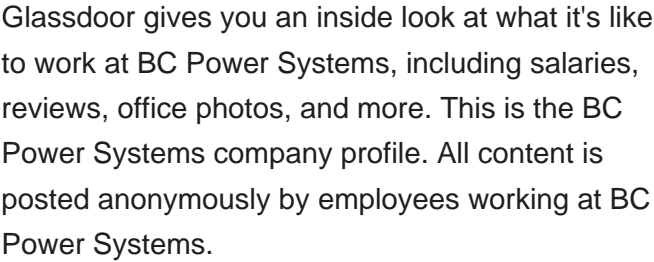 Glassdoor gives you an inside look at what it's like
to work at BC Power Systems, including salaries,
reviews, office photos, and more. This is the BC
Power Systems company profile. All content is
posted anonymously by employees working at BC
Power Systems.